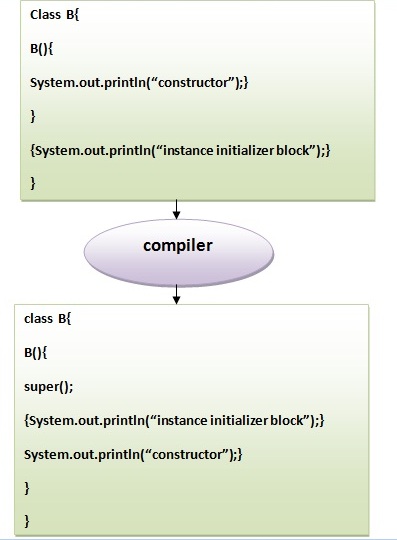 Class B{
B(){
System.out.println(“constructor”);}
}
{System.out.println(“instance initializer block”);}
}
compiler
class B{
B(){
super();
{System.out.println(“instance initializer block”);}
System.out.println(“constructor”);}
}
}